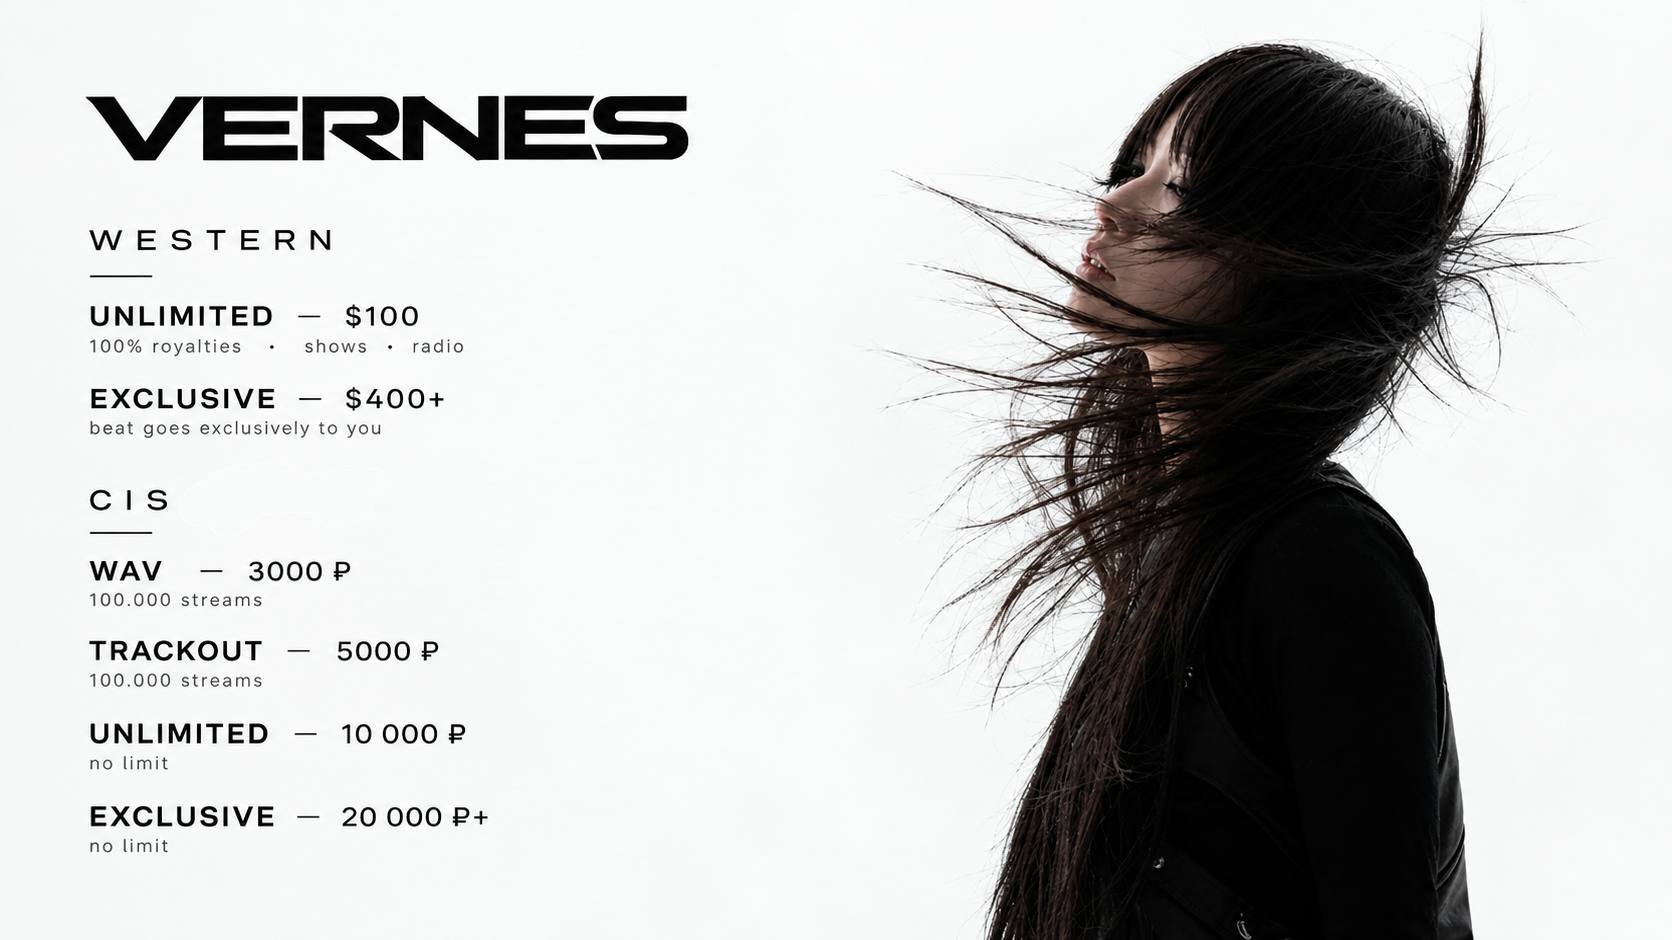 VERNES
WESTERN
UNLIMITED — $100
100% royalties • shows • radio
EXCLUSIVE — $400+
beat goes exclusively to you
CIS
WAV — 3000 ₽
100.000 streams
TRACKOUT — 5000 ₽
100.000 streams
UNLIMITED — 10 000 ₽
no limit
EXCLUSIVE — 20 000 ₽+
no limit